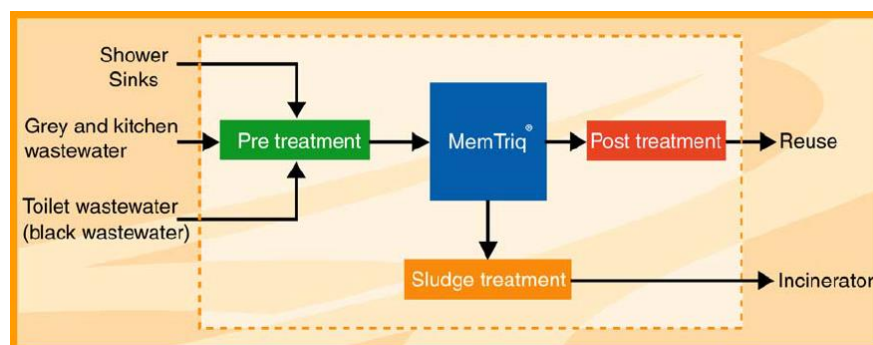 Shower
Sinks
Grey and kitchen
wastewater
Pre treatment
MemTriq®
Post treatment
Reuse
Toilet wastewater
(black wastewater)
Sludge treatment
Incinerator